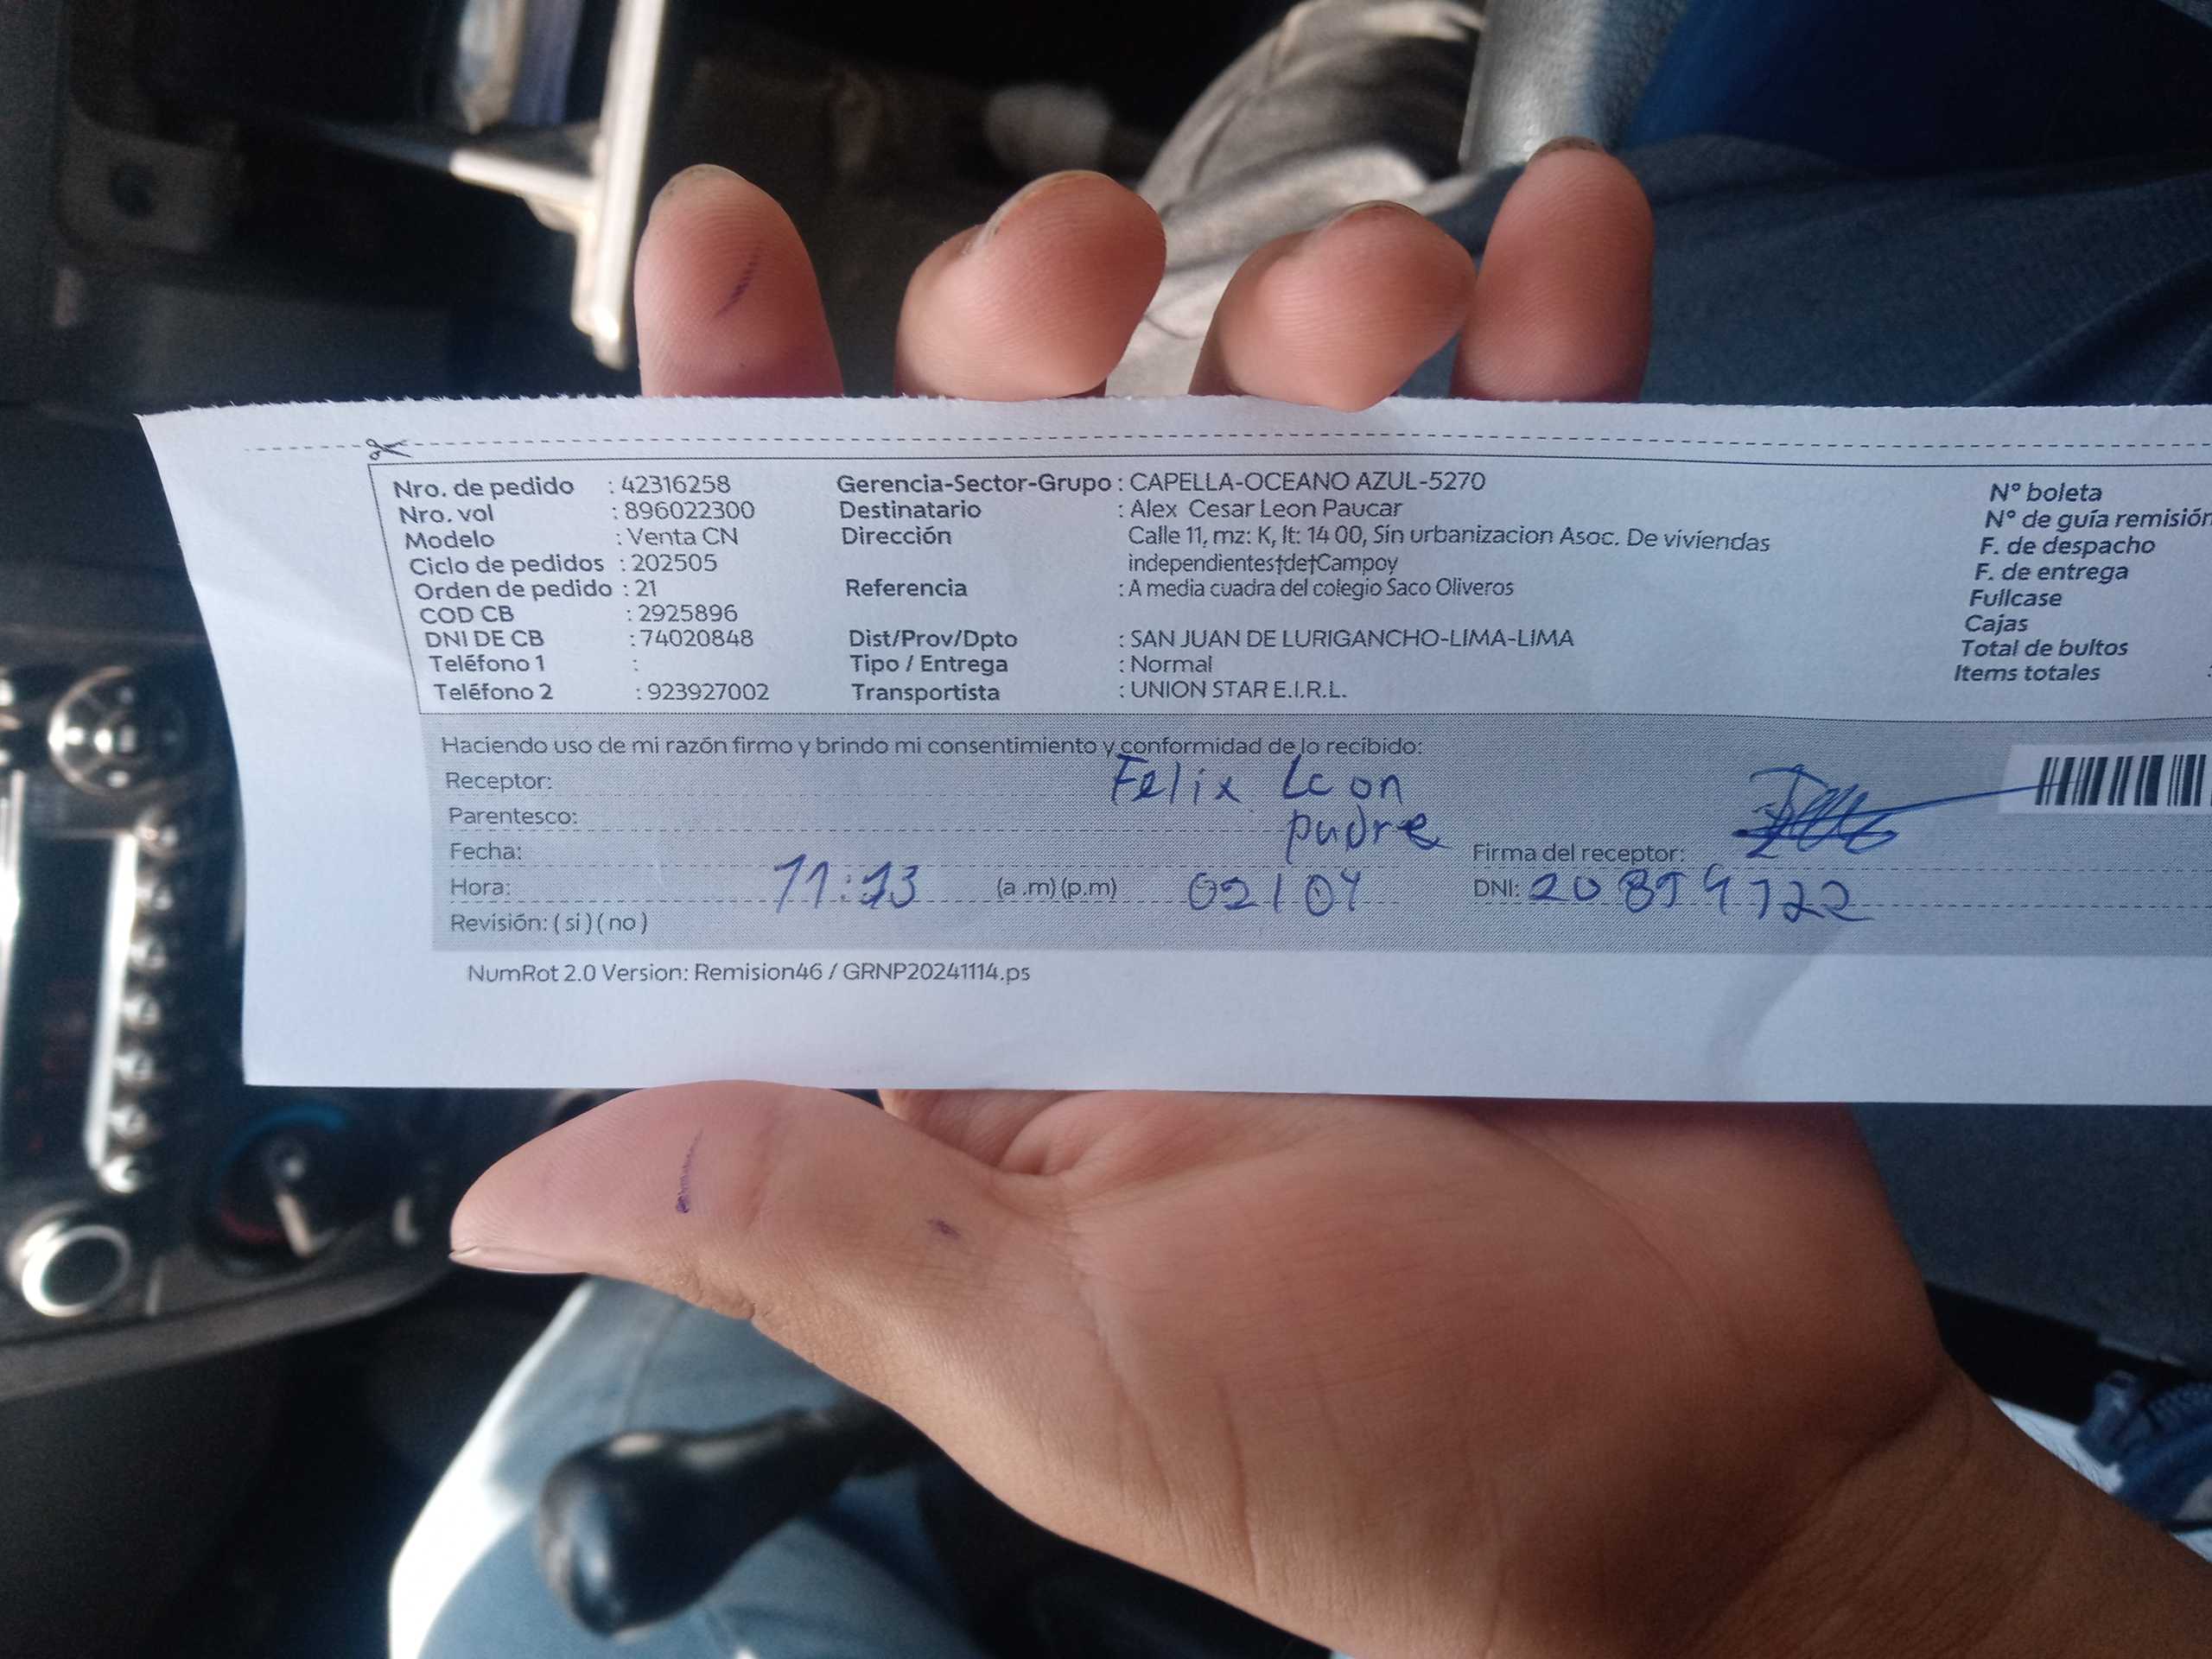 Nro. de pedido : 42316258 Gerencia-Sector-Grupo : CAPELLA-OCEANO AZUL-5270 N° boleta
Nro. vol : 896022300 Destinatario : Alex Cesar Leon Paucar N° de guía remisión
Modelo : Venta CN Dirección : Calle 11, mz: K, lt: 14 00, Sin urbanizacion Asoc. De viviendas F. de despacho
Ciclo de pedidos : 202505 independientes†de†Campoy F. de entrega
Orden de pedido : 21 Referencia : A media cuadra del colegio Saco Oliveros Fullcase
COD CB : 2925896 Cajas
DNI DE CB : 74020848 Dist/Prov/Dpto : SAN JUAN DE LURIGANCHO-LIMA-LIMA Total de bultos
Teléfono 1 : Tipo / Entrega : Normal Items totales :
Teléfono 2 : 923927002 Transportista : UNION STAR E.I.R.L.
Haciendo uso de mi razón firmo y brindo mi consentimiento y conformidad de lo recibido:
Receptor: Felix Leon
Parentesco: padre
Fecha: Firma del receptor:
Hora: 11:13 (a .m) (p.m) 02/04 DNI:
Revisión: ( si ) ( no )
NumRot 2.0 Version: Remision46 / GRNP20241114.ps